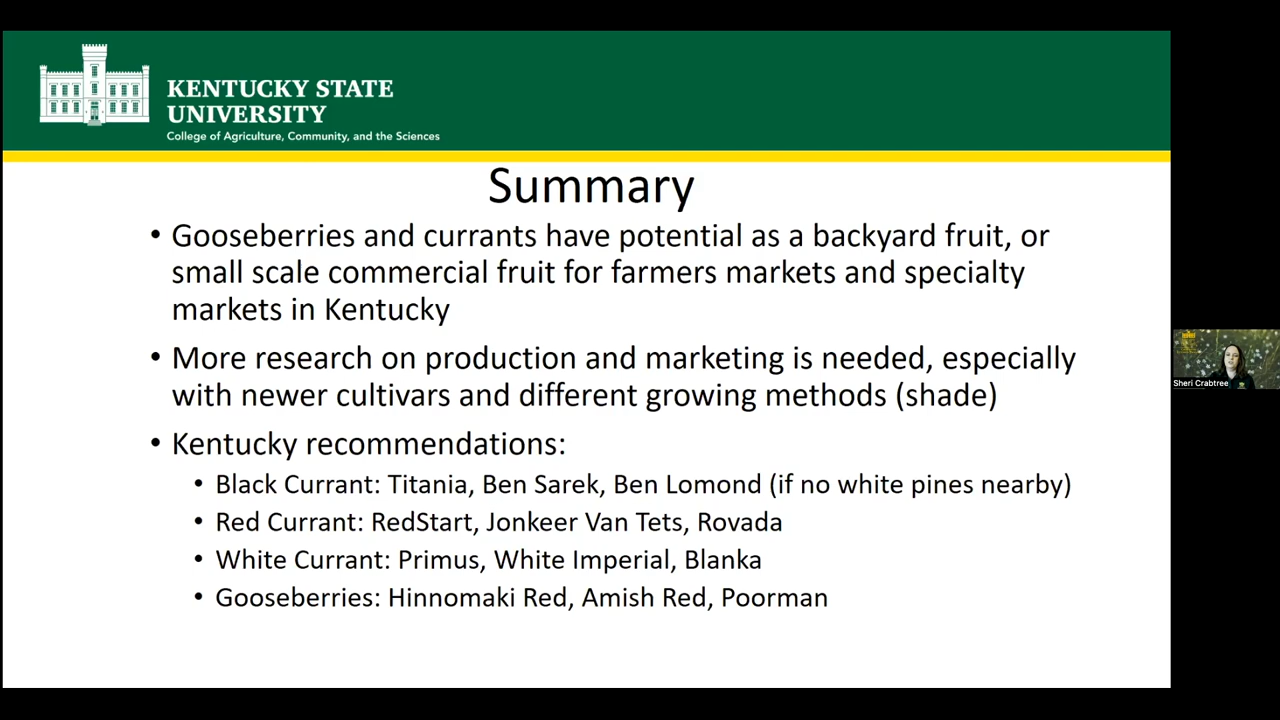 KENTUCKY STATE
UNIVERSITY
College of Agriculture, Community, and the Sciences
Summary
• Gooseberries and currants have potential as a backyard fruit, or
small scale commercial fruit for farmers markets and specialty
markets in Kentucky
• More research on production and marketing is needed, especially
with newer cultivars and different growing methods (shade)
• Kentucky recommendations:
• Black Currant: Titania, Ben Sarek, Ben Lomond (if no white pines nearby)
• Red Currant: RedStart, Jonkeer Van Tets, Rovada
• White Currant: Primus, White Imperial, Blanka
• Gooseberries: Hinnomaki Red, Amish Red, Poorman
Sheri Crabtree